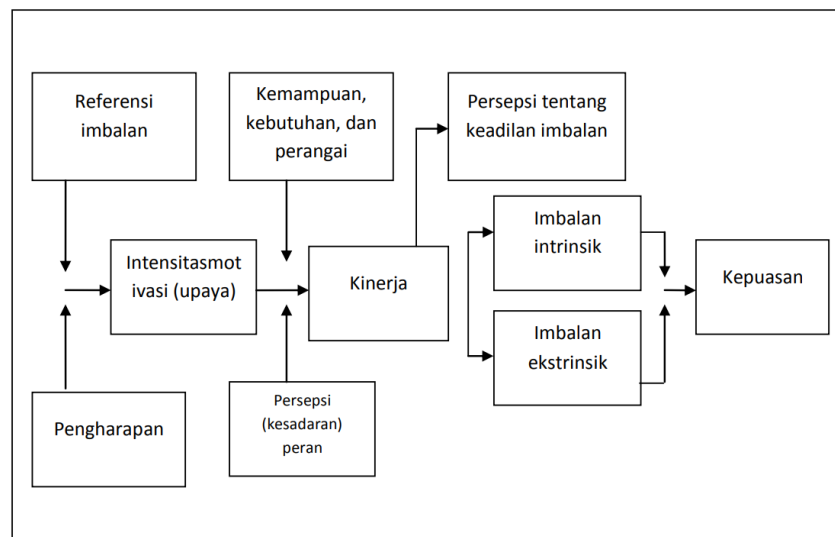 Referensi
imbalan
Kemampuan,
kebutuhan, dan
perangai
Persepsi tentang
keadilan imbalan
Intensitasmot
ivasi (upaya)
Kinerja
Imbalan
intrinsik
Kepuasan
Imbalan
ekstrinsik
Pengharapan
Persepsi
(kesadaran)
peran